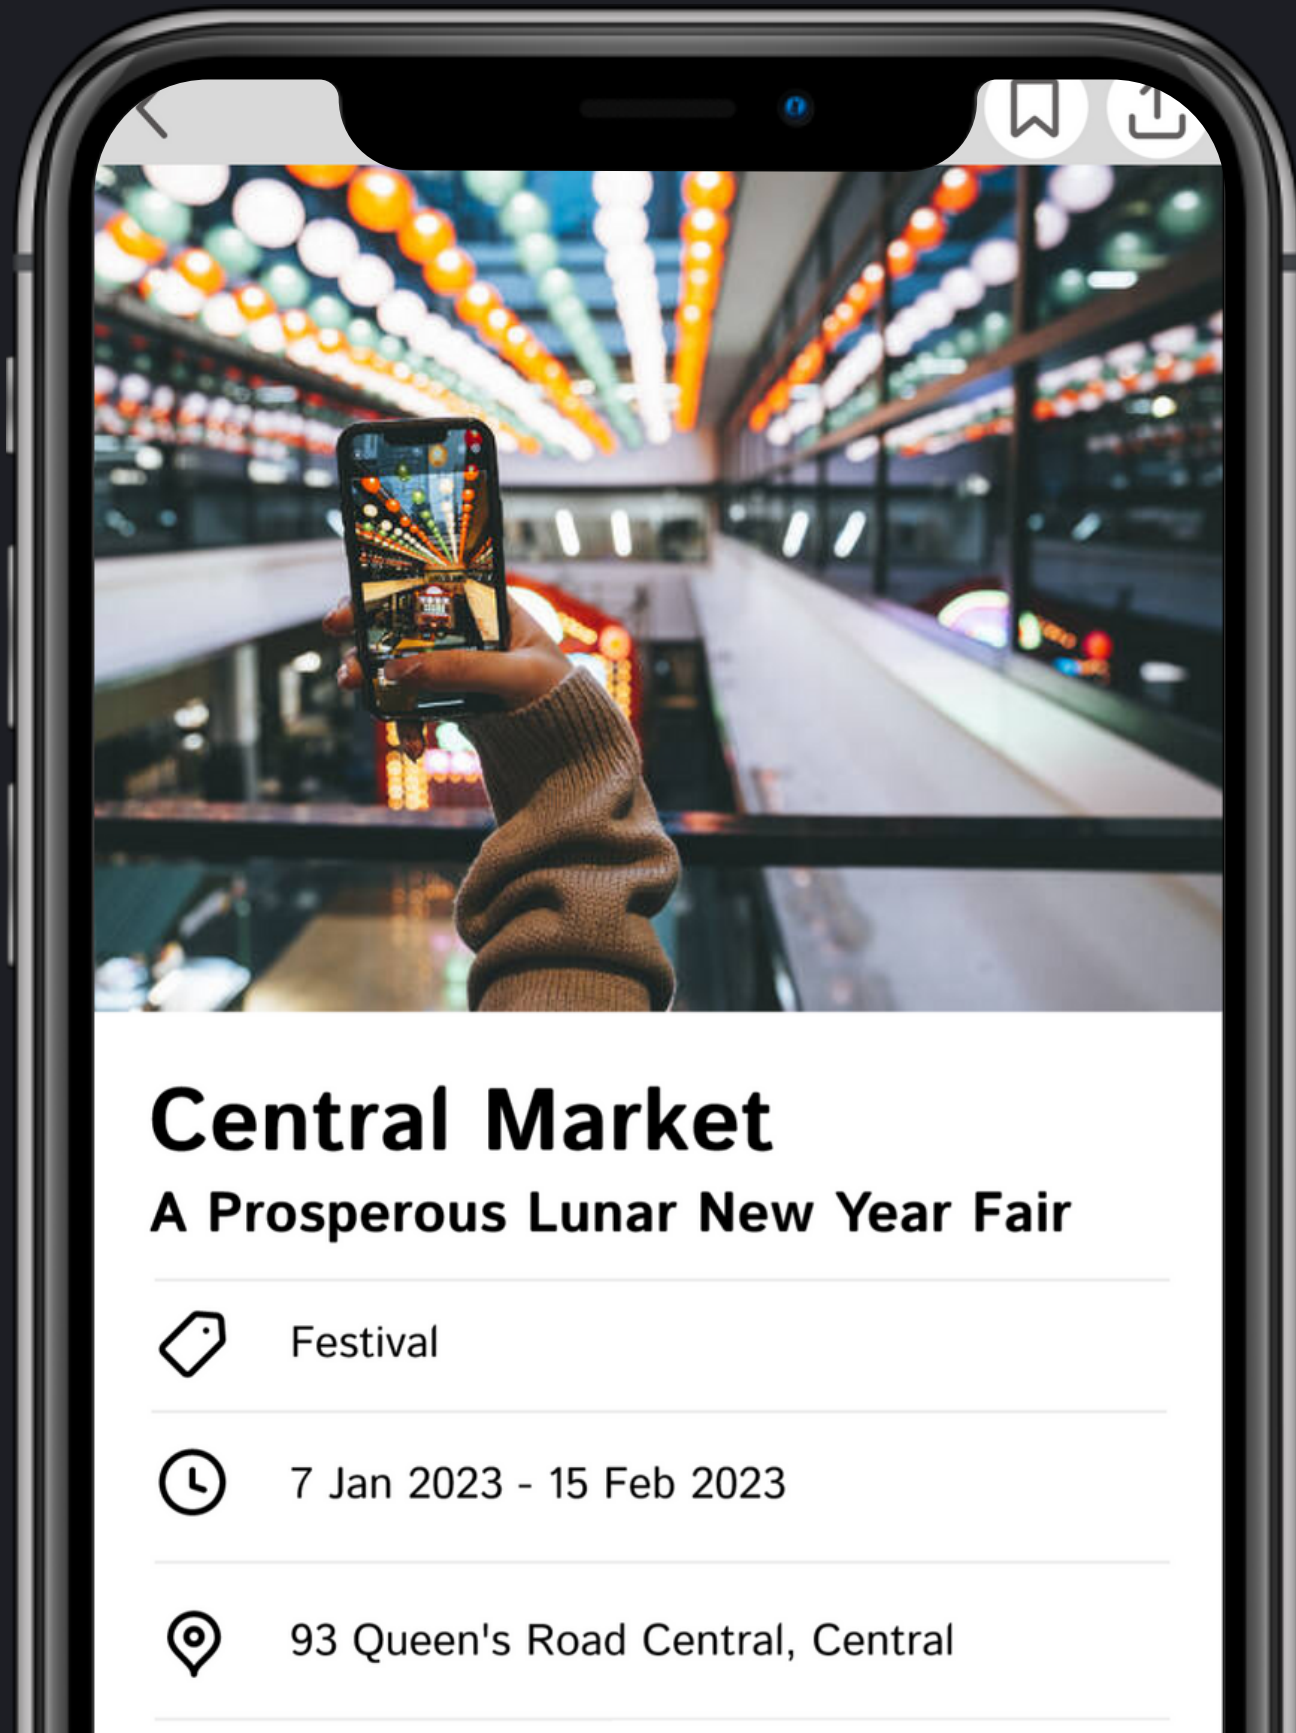 Central Market
A Prosperous Lunar New Year Fair
Festival
7 Jan 2023 - 15 Feb 2023
93 Queen's Road Central, Central